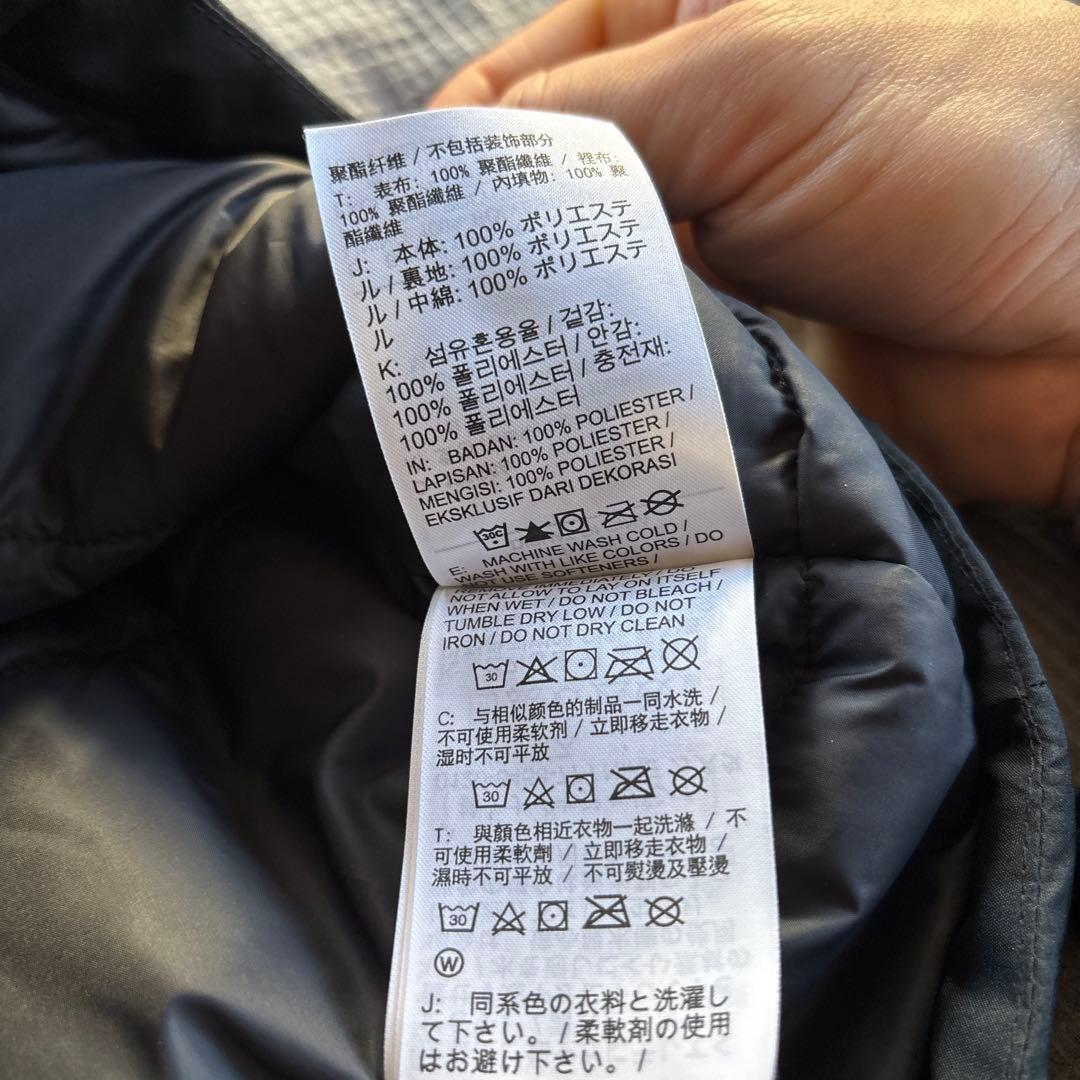 聚酯纤维 / 不包括装饰部分
T: 表布: 100% 聚酯纖維 / 裡布:
100% 聚酯纖維 / 內填物: 100% 聚
酯纖維
J: 本体: 100% ポリエステ
ル / 裏地: 100% ポリエステ
ル / 中綿: 100% ポリエステ
ル
K: 섬유혼용율 / 겉감:
100% 폴리에스터 / 안감:
100% 폴리에스터 / 충전재:
100% 폴리에스터
IN: BADAN: 100% POLIESTER /
LAPISAN: 100% POLIESTER /
MENGISI: 100% POLIESTER /
EKSKLUSIF DARI DEKORASI
30C
E: MACHINE WASH COLD /
WASH WITH LIKE COLORS / DO
NOT USE SOFTENERS /
IMMEDIATELY / DO
NOT ALLOW TO LAY ON ITSELF
WHEN WET / DO NOT BLEACH /
TUMBLE DRY LOW / DO NOT
IRON / DO NOT DRY CLEAN
30
C: 与相似颜色的制品一同水洗 /
不可使用柔软剂 / 立即移走衣物 /
湿时不可平放
30
T: 與顏色相近衣物一起洗滌 / 不
可使用柔軟劑 / 立即移走衣物 /
濕時不可平放 / 不可熨燙及壓燙
30
W
J: 同系色の衣料と洗濯し
て下さい。/柔軟剤の使用
はお避け下さい。/